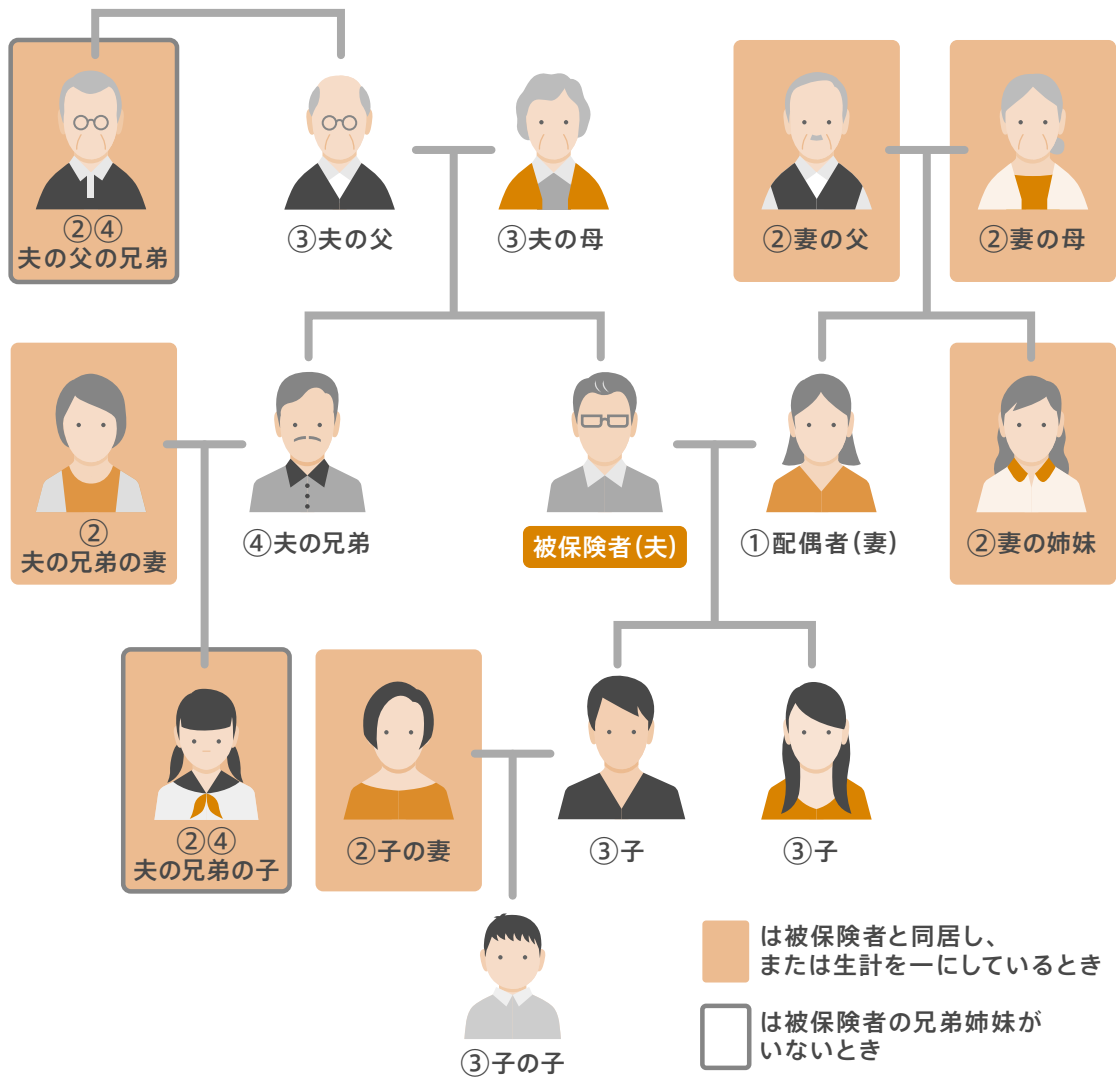 ②④
夫の父の兄弟
③夫の父
③夫の母
②妻の父
②妻の母
②
夫の兄弟の妻
④夫の兄弟
被保険者(夫)
①配偶者(妻)
②妻の姉妹
②④
夫の兄弟の子
②子の妻
③子
③子
③子の子
は被保険者と同居し、
または生計を一にしているとき
は被保険者の兄弟姉妹が
いないとき